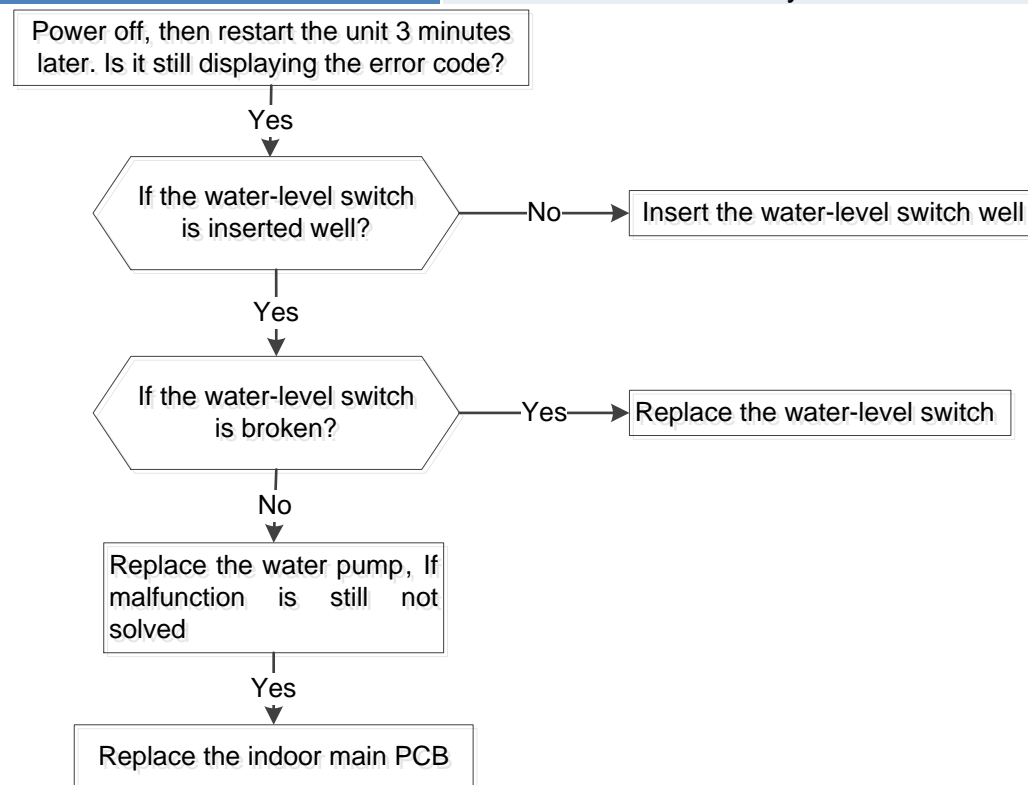 Power off, then restart the unit 3 minutes
later. Is it still displaying the error code?
Yes
If the water-level switch
is inserted well?
No
Insert the water-level switch well
Yes
If the water-level switch
is broken?
Yes
Replace the water-level switch
No
Replace the water pump, If
malfunction is still not
solved
Yes
Replace the indoor main PCB